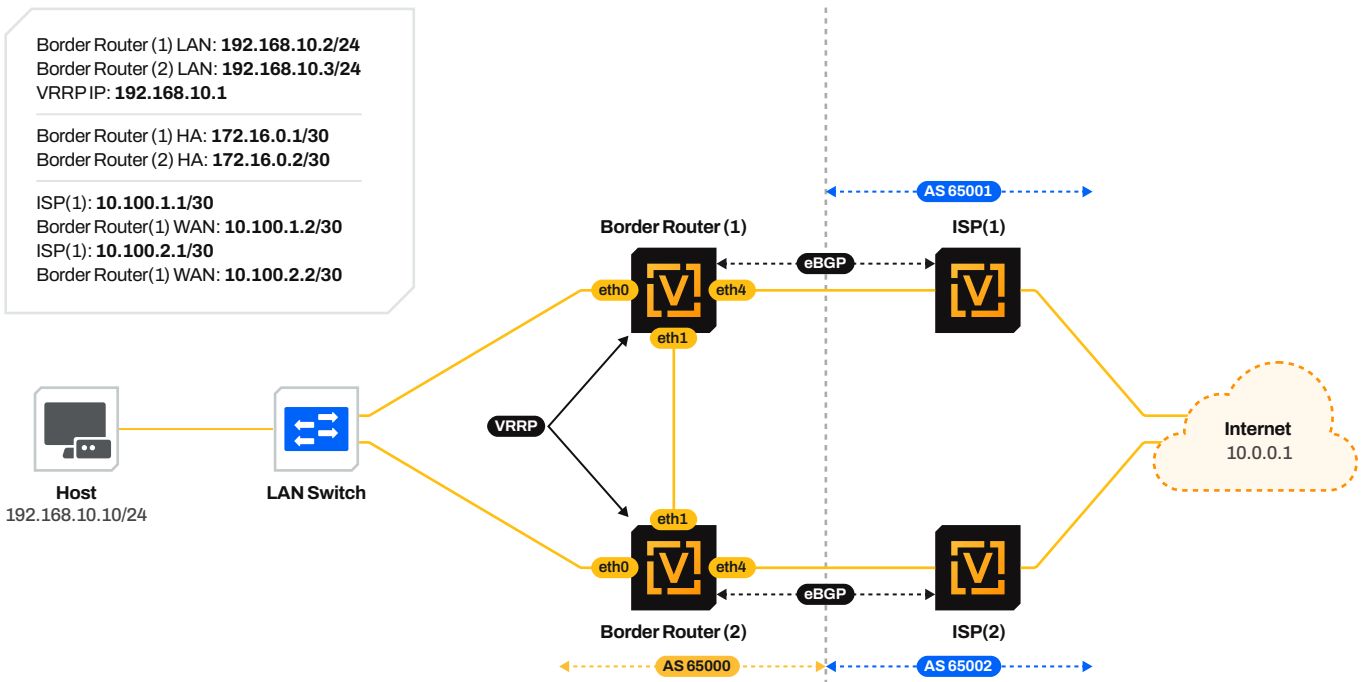 Border Router (1) LAN: 192.168.10.2/24
Border Router (2) LAN: 192.168.10.3/24
VRRP IP: 192.168.10.1
Border Router (1) HA: 172.16.0.1/30
Border Router (2) HA: 172.16.0.2/30
ISP(1): 10.100.1.1/30
Border Router(1) WAN: 10.100.1.2/30
ISP(1): 10.100.2.1/30
Border Router(1) WAN: 10.100.2.2/30
AS 65001
Border Router (1)
ISP(1)
eBGP
eth0
V
eth4
V
eth1
VRRP
Host
192.168.10.10/24
LAN Switch
Internet
10.0.0.1
eth1
eth0
V
eth4
V
eBGP
Border Router (2)
ISP(2)
AS 65000
AS 65002